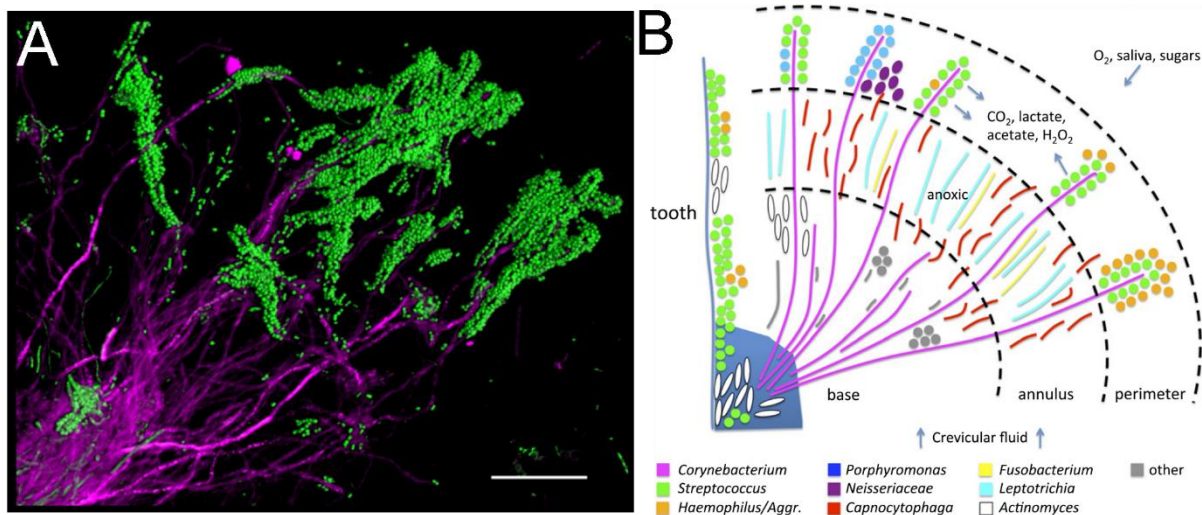 A
B
O₂, saliva, sugars
CO₂, lactate,
acetate, H₂O₂
anoxic
tooth
base
annulus
perimeter
Crevicular fluid
Corynebacterium
Streptococcus
Haemophilus/Aggr.
Porphyromonas
Neisseriaceae
Capnocytophaga
Fusobacterium
Leptotrichia
Actinomyces
other